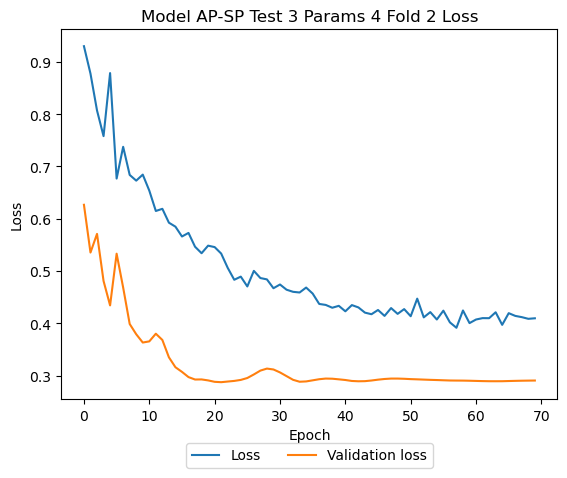 Model AP-SP Test 3 Params 4 Fold 2 Loss
Loss
0.9
0.8
0.7
0.6
0.5
0.4
0.3
0 10 20 30 40 50 60 70
Epoch
Loss Validation loss